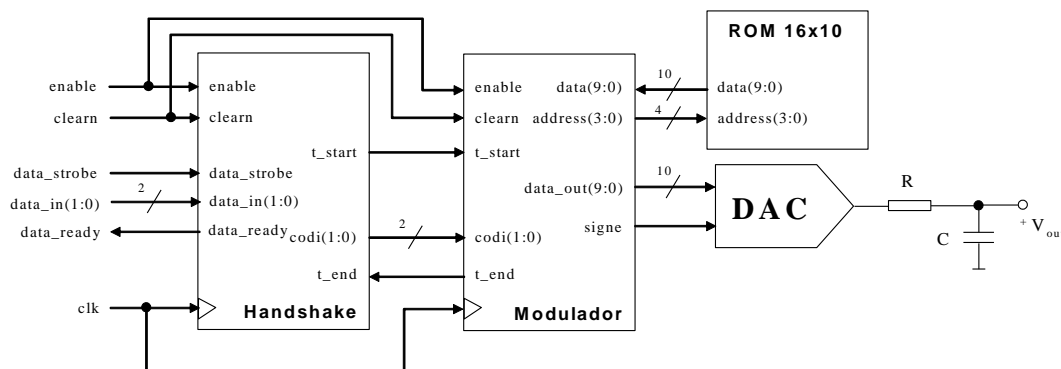 enable
clearn
data_strobe
data_in(1:0)
data_ready
clk
2
enable
clearn
t_start
data_strobe
data_in(1:0)
data_ready
codi(1:0)
t_end
Handshake
2
enable
clearn
t_start
codi(1:0)
t_end
data(9:0)
address(3:0)
data_out(9:0)
signe
Modulador
10
4
10
ROM 16x10
data(9:0)
address(3:0)
DAC
R
C
+ V
ou